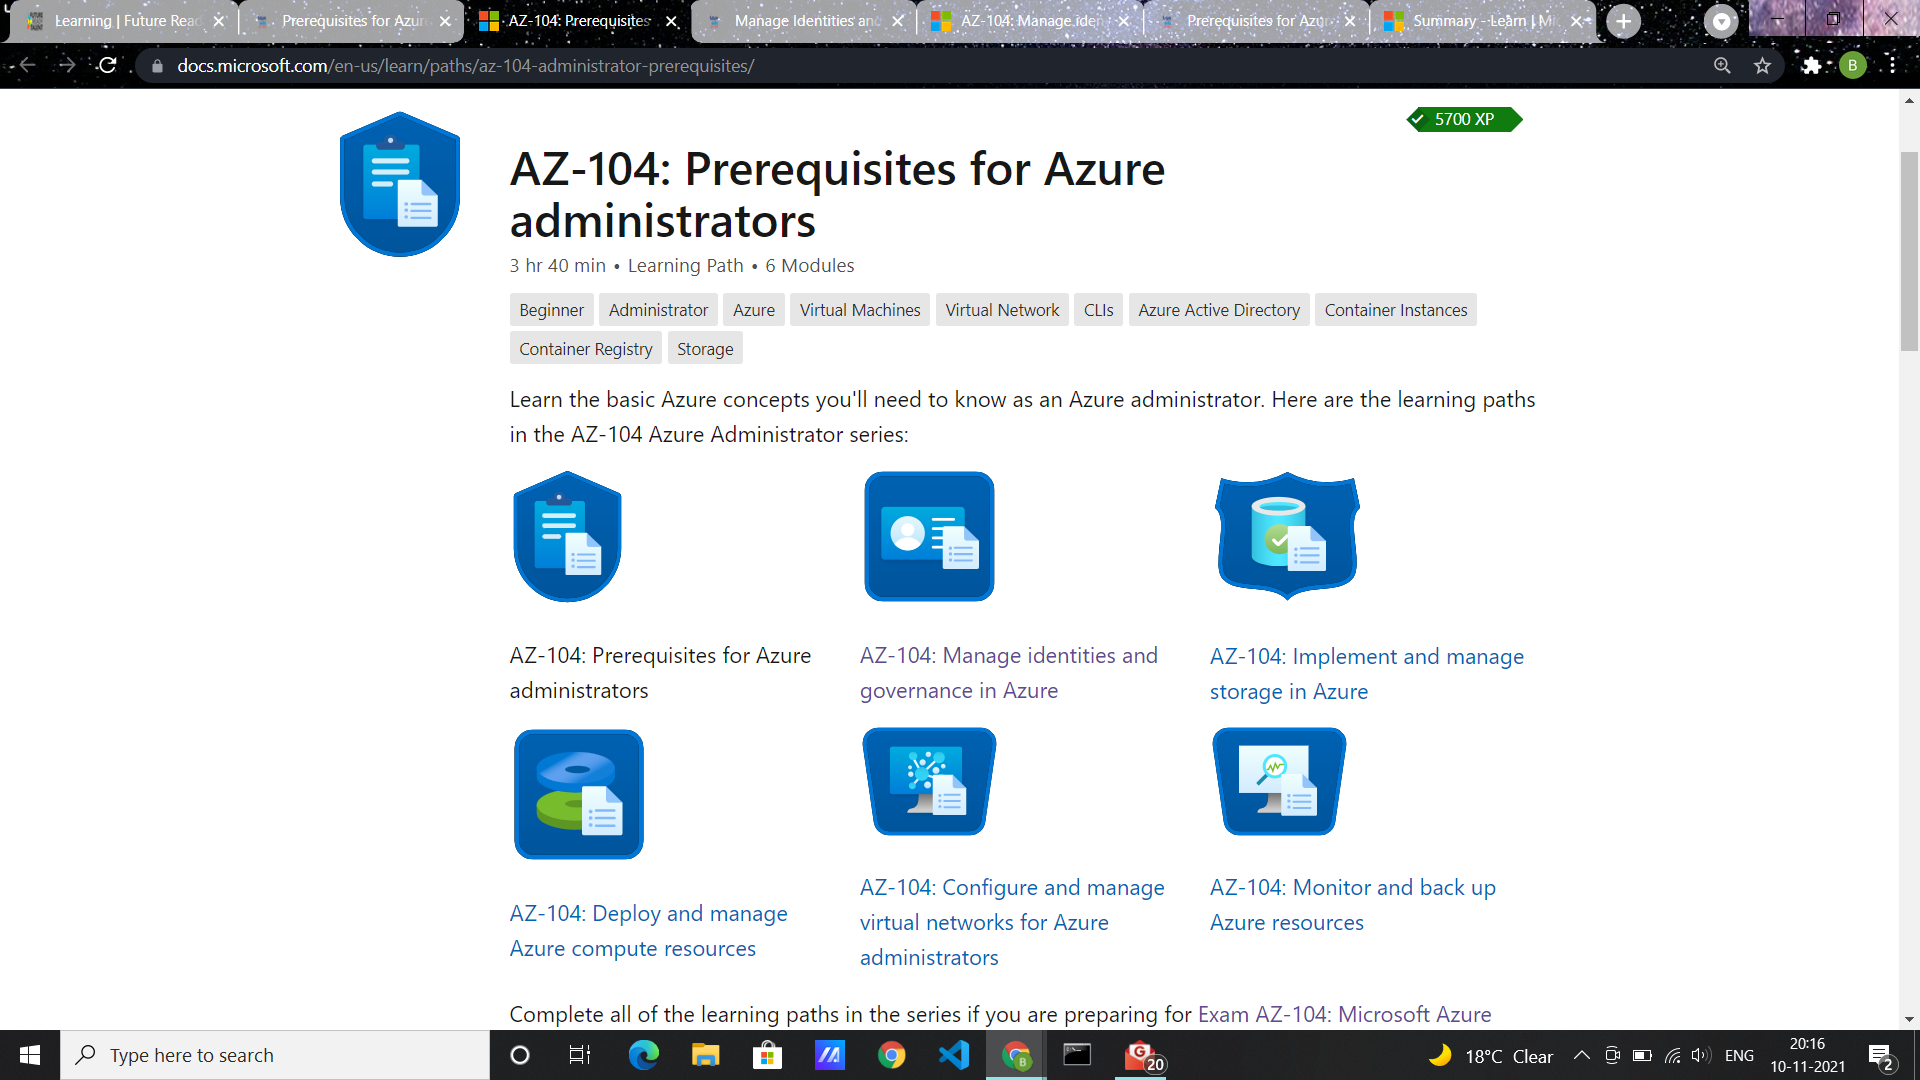 Learning | Future Read
Prerequisites for Azur
AZ-104: Prerequisites
Manage Identities an
AZ-104: Manage iden
Prerequisites for Azur
Summary - Learn | Mi
docs.microsoft.com/en-us/learn/paths/az-104-administrator-prerequisites/
B
5700 XP
AZ-104: Prerequisites for Azure
administrators
3 hr 40 min • Learning Path • 6 Modules
Beginner Administrator Azure Virtual Machines Virtual Network CLIs Azure Active Directory Container Instances
Container Registry Storage
Learn the basic Azure concepts you'll need to know as an Azure administrator. Here are the learning paths
in the AZ-104 Azure Administrator series:
AZ-104: Prerequisites for Azure
administrators
AZ-104: Manage identities and
governance in Azure
AZ-104: Implement and manage
storage in Azure
AZ-104: Deploy and manage
Azure compute resources
AZ-104: Configure and manage
virtual networks for Azure
administrators
AZ-104: Monitor and back up
Azure resources
Complete all of the learning paths in the series if you are preparing for Exam AZ-104: Microsoft Azure
Type here to search
B
G
20
18°C Clear
ENG
20:16
10-11-2021
2